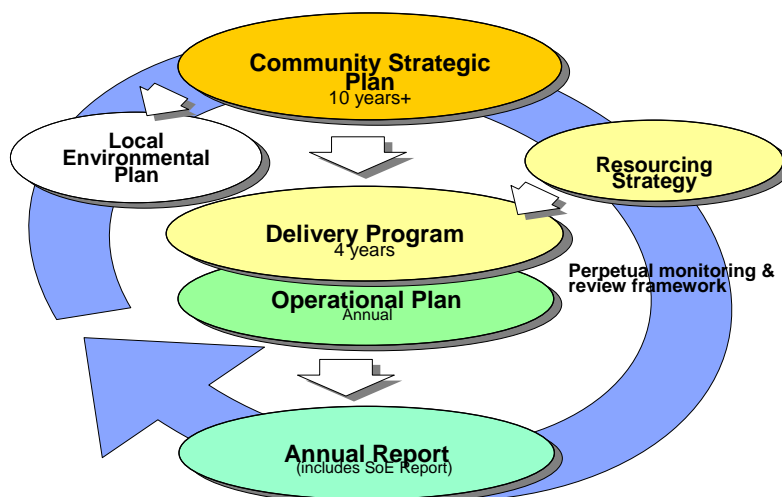 Community Strategic
Plan
10 years+
Local
Environmental
Plan
Resourcing
Strategy
Delivery Program
4 years
Perpetual monitoring &
review framework
Operational Plan
Annual
Annual Report
(includes SoE Report)